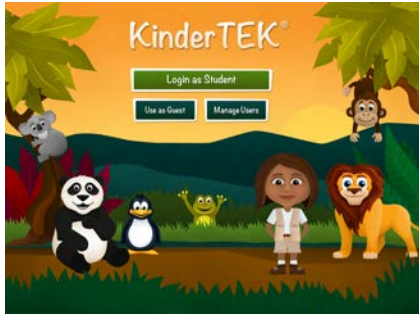 KinderTEK®
Login as Student
Use as Guest
Manage Users